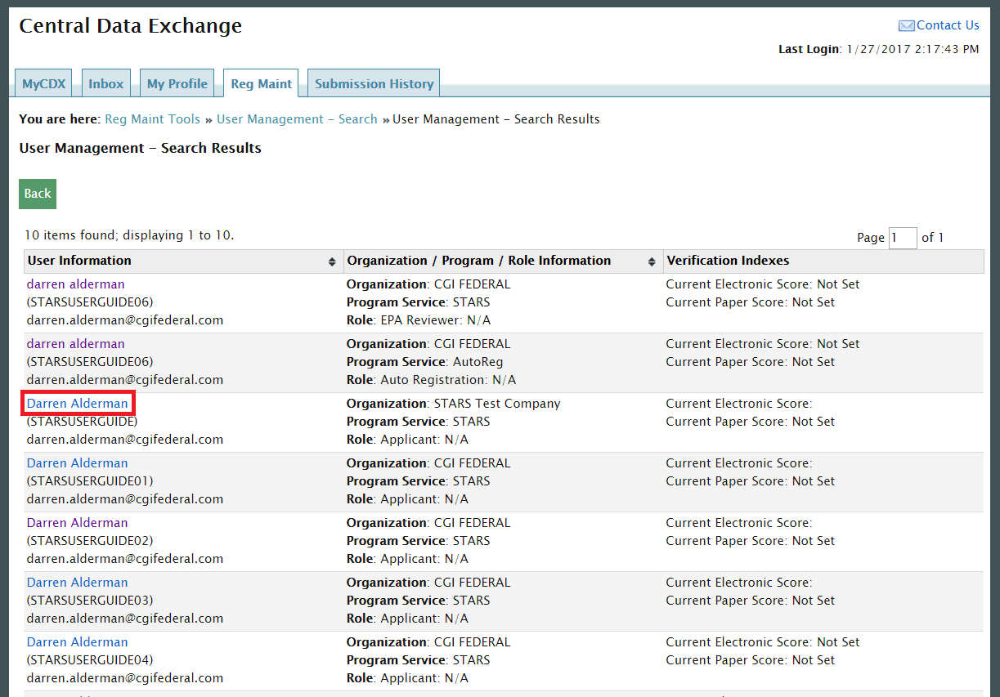 Central Data Exchange
Contact Us
Last Login: 1/27/2017 2:17:43 PM
MyCDX Inbox My Profile Reg Maint Submission History
You are here: Reg Maint Tools » User Management - Search » User Management - Search Results
User Management - Search Results
Back
10 items found; displaying 1 to 10.
Page 1 of 1
User Information Organization / Program / Role Information Verification Indexes
darren alderman Organization: CGI FEDERAL Current Electronic Score: Not Set
(STARSUSERGUIDE06) Program Service: STARS Current Paper Score: Not Set
darren.alderman@cgifederal.com Role: EPA Reviewer: N/A
darren alderman Organization: CGI FEDERAL Current Electronic Score: Not Set
(STARSUSERGUIDE06) Program Service: AutoReg Current Paper Score: Not Set
darren.alderman@cgifederal.com Role: Auto Registration: N/A
Darren Alderman Organization: STARS Test Company Current Electronic Score:
(STARSUSERGUIDE) Program Service: STARS Current Paper Score: Not Set
darren.alderman@cgifederal.com Role: Applicant: N/A
Darren Alderman Organization: CGI FEDERAL Current Electronic Score:
(STARSUSERGUIDE01) Program Service: STARS Current Paper Score: Not Set
darren.alderman@cgifederal.com Role: Applicant: N/A
Darren Alderman Organization: CGI FEDERAL Current Electronic Score:
(STARSUSERGUIDE02) Program Service: STARS Current Paper Score: Not Set
darren.alderman@cgifederal.com Role: Applicant: N/A
Darren Alderman Organization: CGI FEDERAL Current Electronic Score:
(STARSUSERGUIDE03) Program Service: STARS Current Paper Score: Not Set
darren.alderman@cgifederal.com Role: Applicant: N/A
Darren Alderman Organization: CGI FEDERAL Current Electronic Score: Not Set
(STARSUSERGUIDE04) Program Service: STARS Current Paper Score: Not Set
darren.alderman@cgifederal.com Role: Applicant: N/A